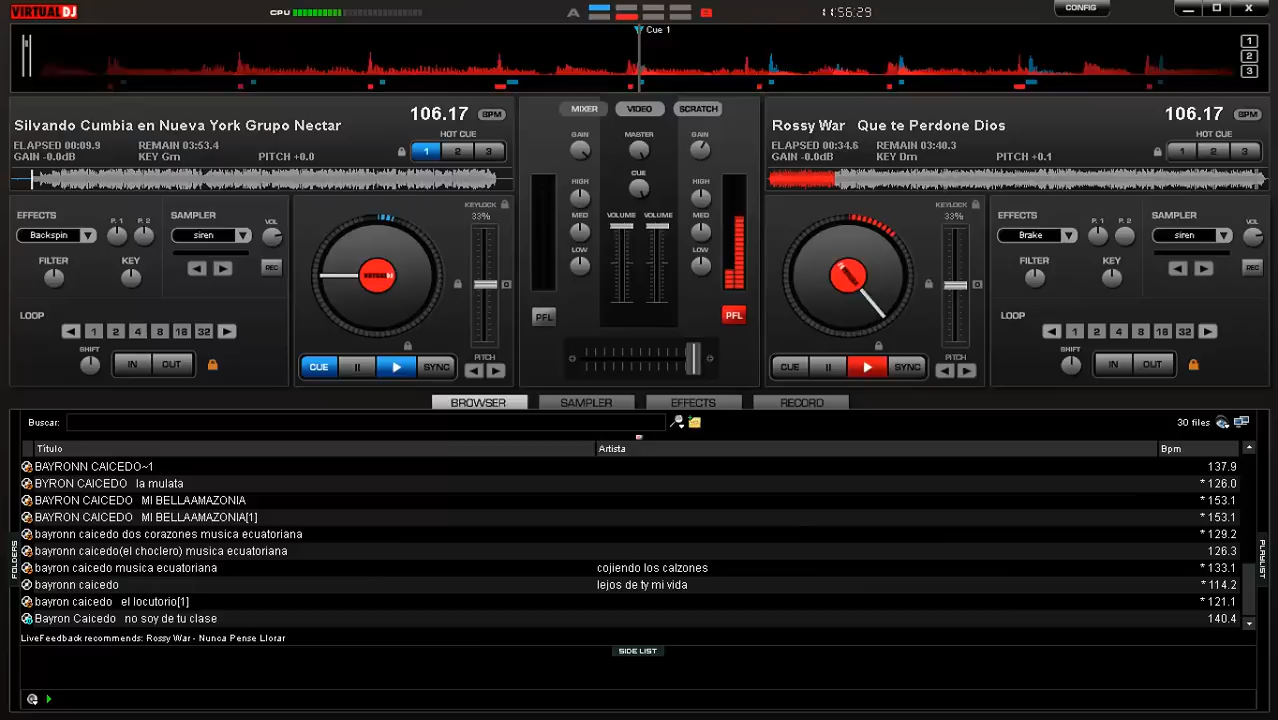 VIRTUAL DJ
CPU
A
B
11:56:29
CONFIG
Cue 1
1
2
3
106.17 BPM
Silvando Cumbia en Nueva York Grupo Nectar
ELAPSED 00:09.9 REMAIN 03:53.4
GAIN -0.0dB KEY Gm PITCH +0.0
HOT CUE
1 2 3
MIXER VIDEO SCRATCH
GAIN MASTER GAIN
CUE
HIGH HIGH
MED VOLUME VOLUME MED
LOW LOW
PFL PFL
106.17 BPM
Rossy War Que te Perdone Dios
ELAPSED 00:34.6 REMAIN 03:40.3
GAIN -0.0dB KEY Dm PITCH +0.1
HOT CUE
1 2 3
EFFECTS P. 1 P. 2 SAMPLER VOL
Backspin siren
FILTER KEY REC
LOOP
1 2 4 8 16 32
SHIFT IN OUT
KEYLOCK
33%
VIRTUAL DJ
CUE SYNC PITCH
KEYLOCK
33%
CUE SYNC PITCH
EFFECTS P. 1 P. 2 SAMPLER VOL
Brake siren
FILTER KEY REC
LOOP
1 2 4 8 16 32
SHIFT IN OUT
BROWSER SAMPLER EFFECTS RECORD
Buscar: 30 files
Título Artista Bpm
BAYRONN CAICEDO~1 137.9
BYRON CAICEDO la mulata * 126.0
BAYRON CAICEDO MI BELLAAMAZONIA * 153.1
BAYRON CAICEDO MI BELLAAMAZONIA[1] * 153.1
bayronn caicedo dos corazones musica ecuatoriana * 129.2
bayronn caicedo(el choclero) musica ecuatoriana 126.3
bayron caicedo musica ecuatoriana cojiendo los calzones * 133.1
bayronn caicedo lejos de ty mi vida * 114.2
bayron caicedo el locutorio[1] * 121.1
Bayron Caicedo no soy de tu clase 140.4
FOLDERS
PLAYLIST
LiveFeedback recommends: Rossy War - Nunca Pense Llorar
SIDE LIST